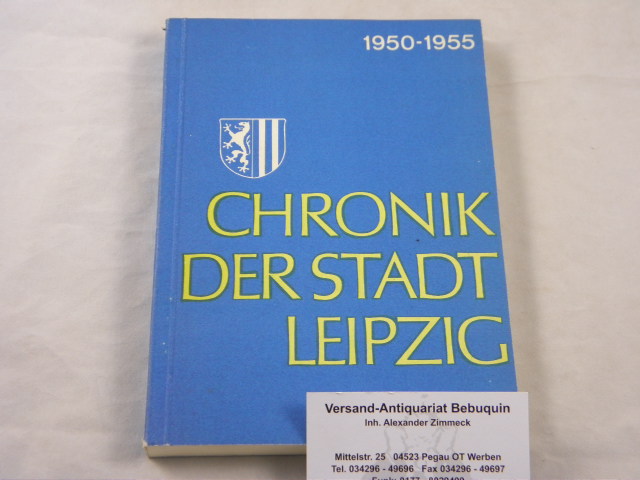 1950-1955
CHRONIK
DER STADT
LEIPZIG
Versand-Antiquariat Bebuquin
Inh. Alexander Zimmeck
Mittelstr. 25 04523 Pegau OT Werben
Tel. 034296 - 49696 Fax 034296 - 49697